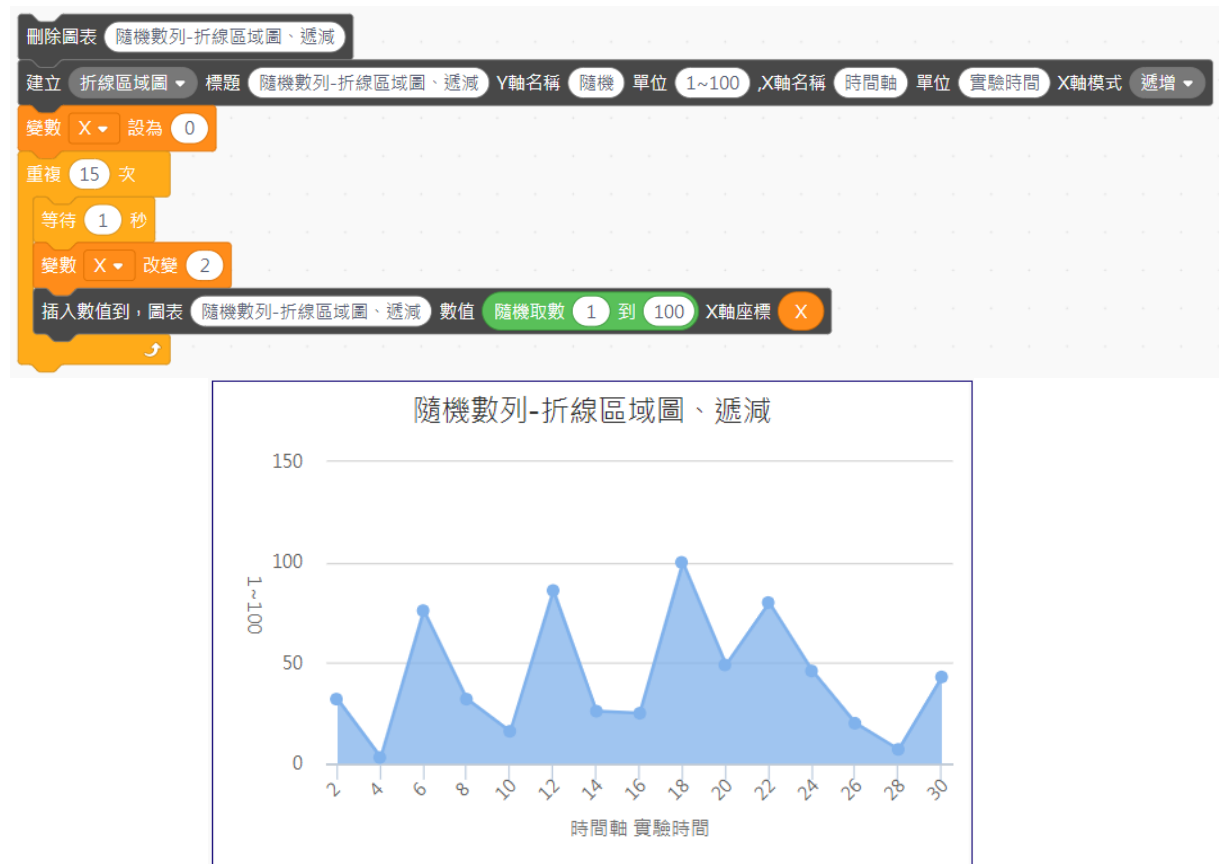 刪除圖表 隨機數列-折線區域圖、遞減
建立 折線區域圖 標題 隨機數列-折線區域圖、遞減 Y軸名稱 隨機 單位 1~100 ,X軸名稱 時間軸 單位 實驗時間 X軸模式 遞增
變數 X 設為 0
重複 15 次
等待 1 秒
變數 X 改變 2
插入數值到，圖表 隨機數列-折線區域圖、遞減 數值 隨機取數 1 到 100 X軸座標 X
隨機數列-折線區域圖、遞減
150
100
50
0
1~100
2 4 6 8 10 12 14 16 18 20 22 24 26 28 30
時間軸 實驗時間